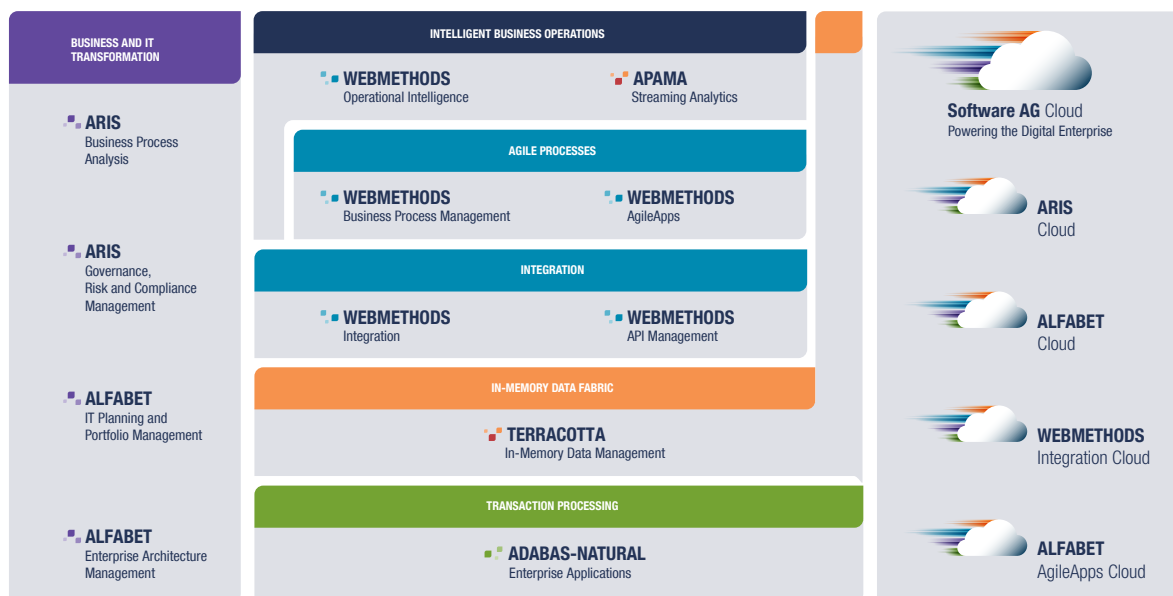 BUSINESS AND IT
TRANSFORMATION
ARIS
Business Process
Analysis
ARIS
Governance,
Risk and Compliance
Management
ALFABET
IT Planning and
Portfolio Management
ALFABET
Enterprise Architecture
Management
INTELLIGENT BUSINESS OPERATIONS
WEBMETHODS
Operational Intelligence
APAMA
Streaming Analytics
AGILE PROCESSES
WEBMETHODS
Business Process Management
WEBMETHODS
AgileApps
INTEGRATION
WEBMETHODS
Integration
WEBMETHODS
API Management
IN-MEMORY DATA FABRIC
TERRACOTTA
In-Memory Data Management
TRANSACTION PROCESSING
ADABAS-NATURAL
Enterprise Applications
Software AG Cloud
Powering the Digital Enterprise
ARIS
Cloud
ALFABET
Cloud
WEBMETHODS
Integration Cloud
ALFABET
AgileApps Cloud